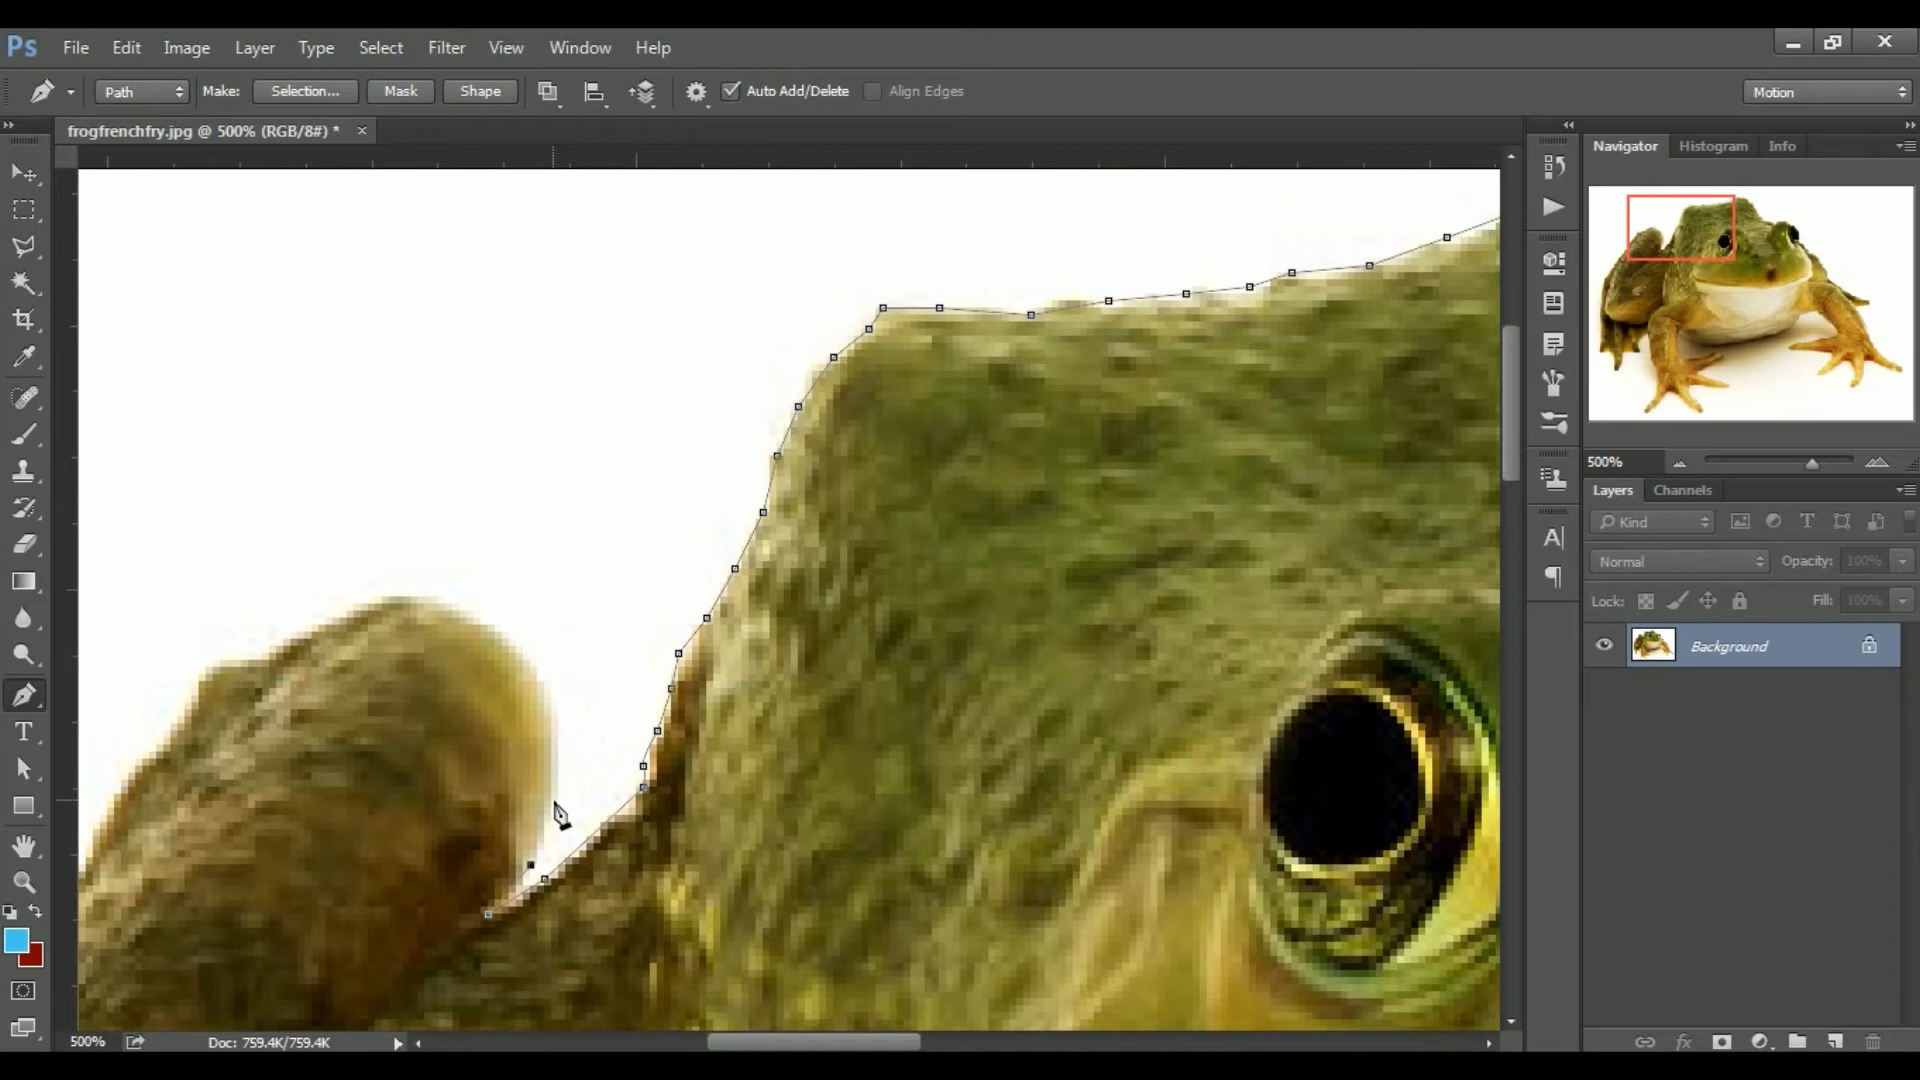 Ps File Edit Image Layer Type Select Filter View Window Help
Path Make: Selection... Mask Shape Auto Add/Delete Align Edges Motion
frogfrenchfry.jpg @ 500% (RGB/8#) *
Navigator Histogram Info
500%
Layers Channels
Kind
Normal Opacity: 100%
Lock: Fill: 100%
Background
500% Doc: 759.4K/759.4K